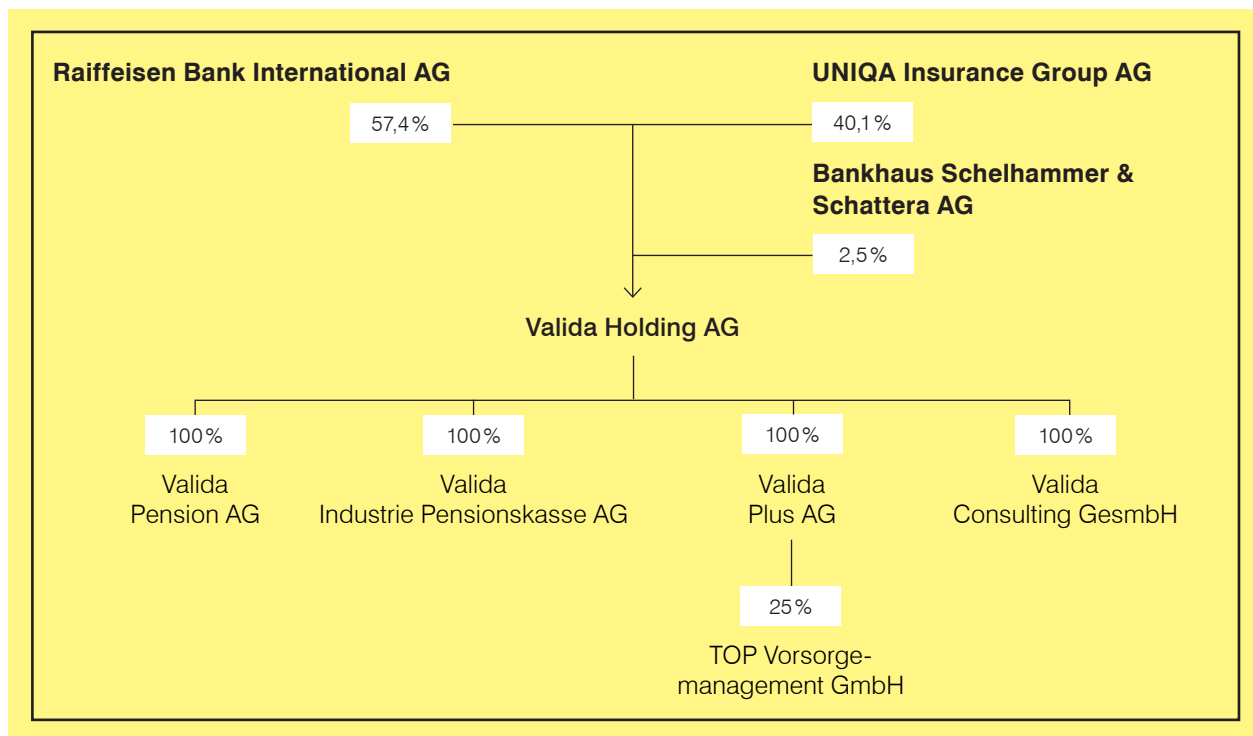 Raiffeisen Bank International AG
57,4%
UNIQA Insurance Group AG
40,1%
Bankhaus Schelhammer &
Schattera AG
2,5%
Valida Holding AG
100%
Valida
Pension AG
100%
Valida
Industrie Pensionskasse AG
100%
Valida
Plus AG
100%
Valida
Consulting GesmbH
25%
TOP Vorsorge-
management GmbH